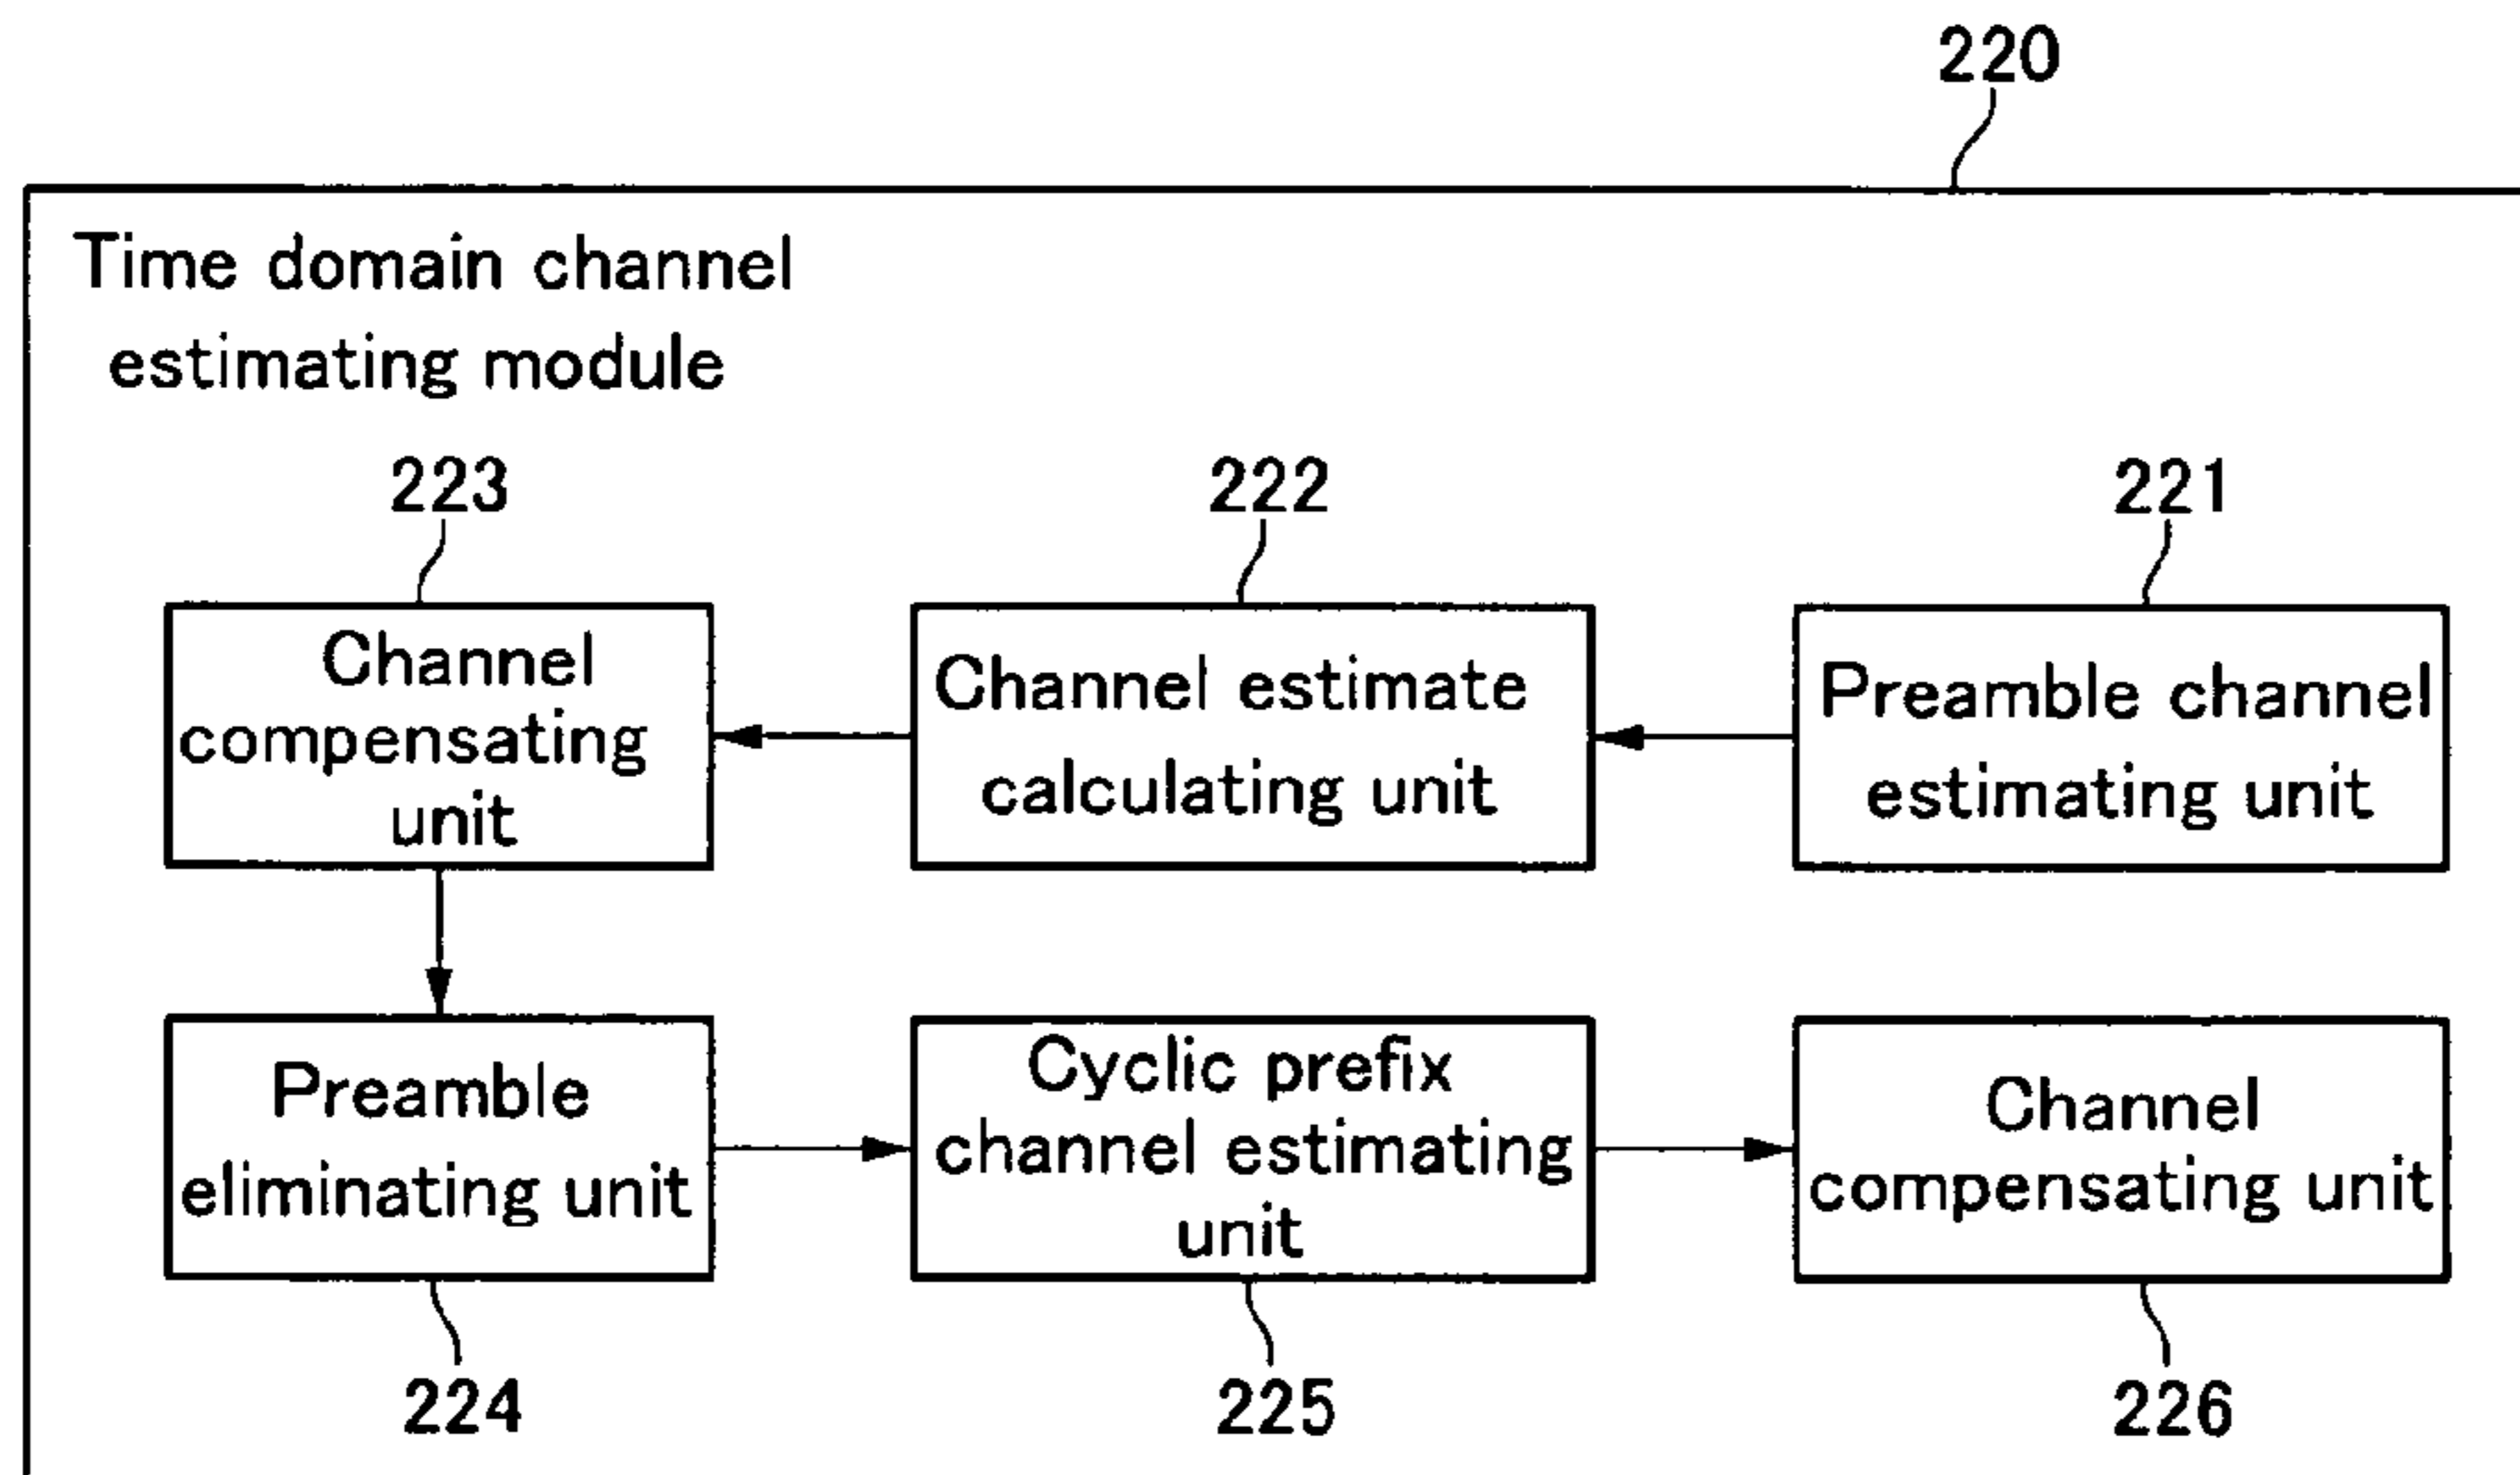 220
Time domain channel
estimating module
223
222
221
Channel
compensating
unit
Channel estimate
calculating unit
Preamble channel
estimating unit
Preamble
eliminating unit
Cyclic prefix
channel estimating
unit
Channel
compensating unit
224
225
226